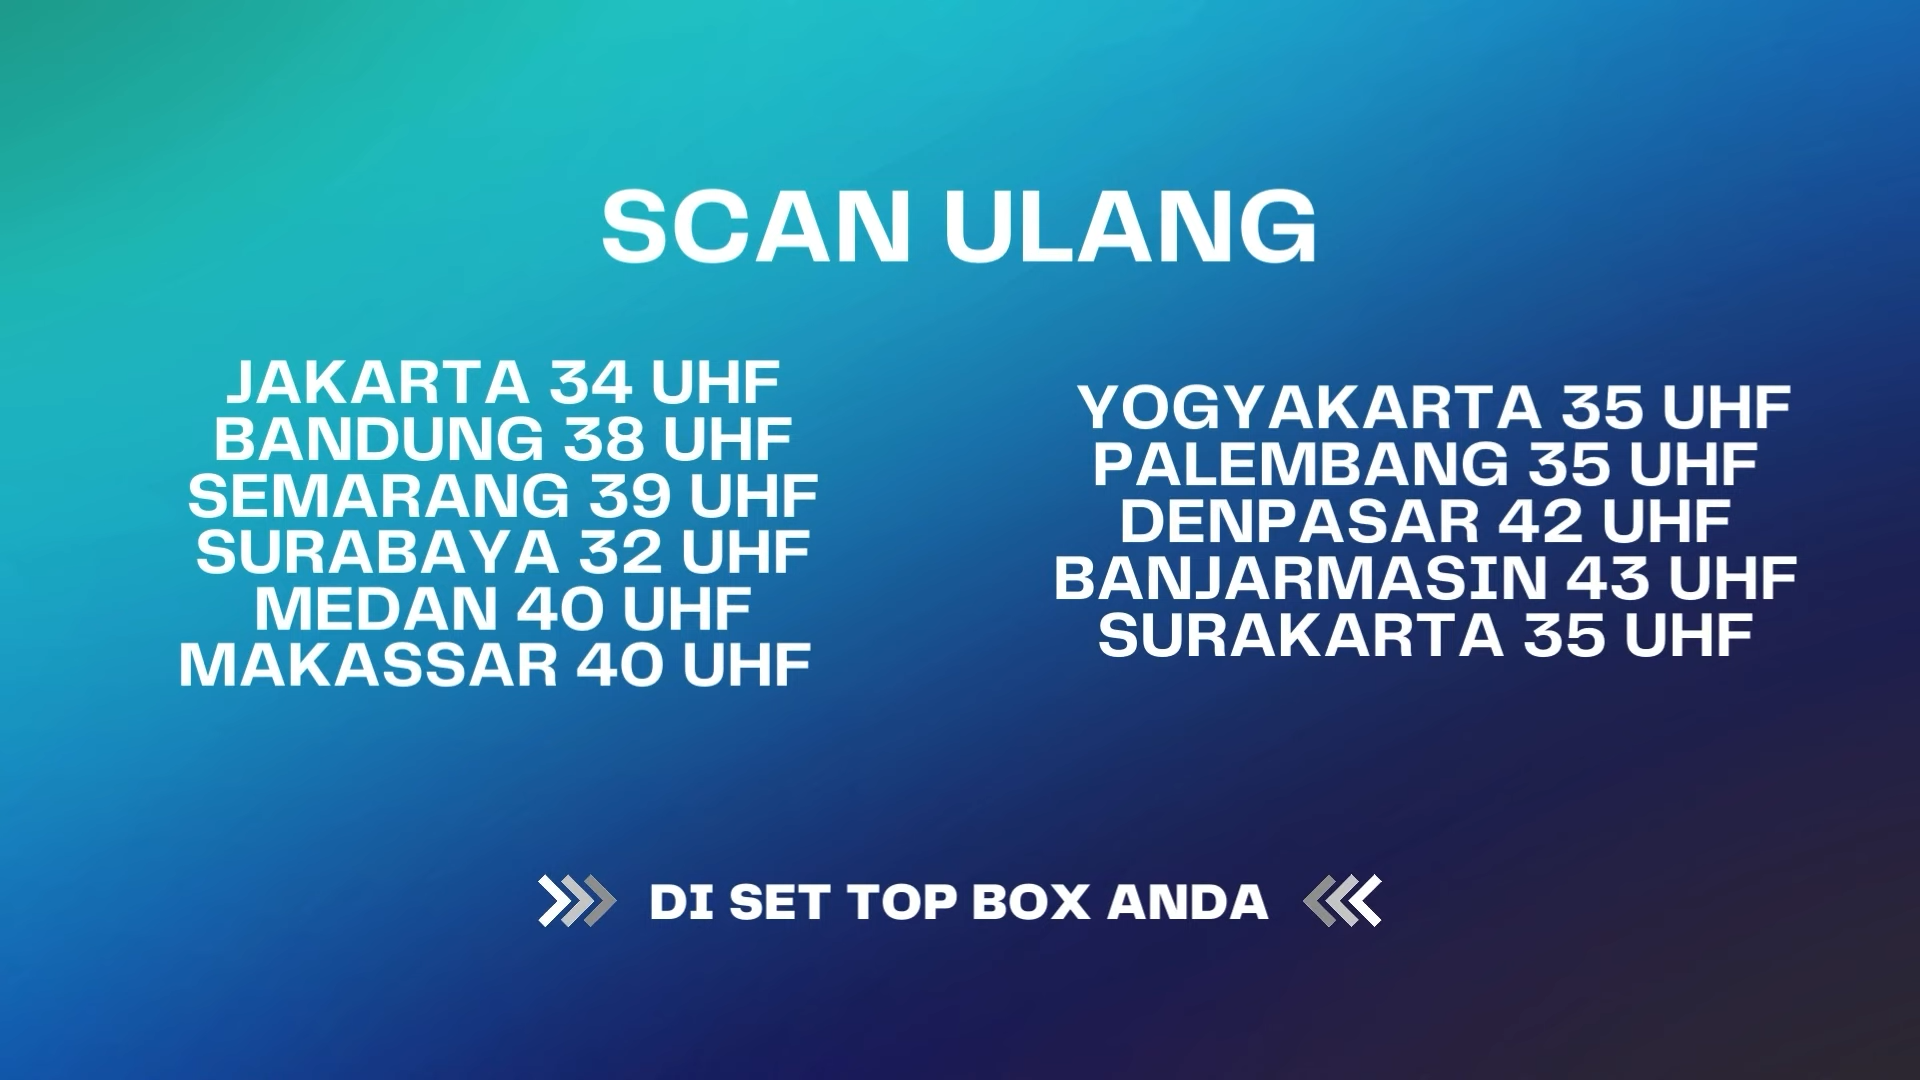 SCAN ULANG
JAKARTA 34 UHF
BANDUNG 38 UHF
SEMARANG 39 UHF
SURABAYA 32 UHF
MEDAN 40 UHF
MAKASSAR 40 UHF
YOGYAKARTA 35 UHF
PALEMBANG 35 UHF
DENPASAR 42 UHF
BANJARMASIN 43 UHF
SURAKARTA 35 UHF
DI SET TOP BOX ANDA